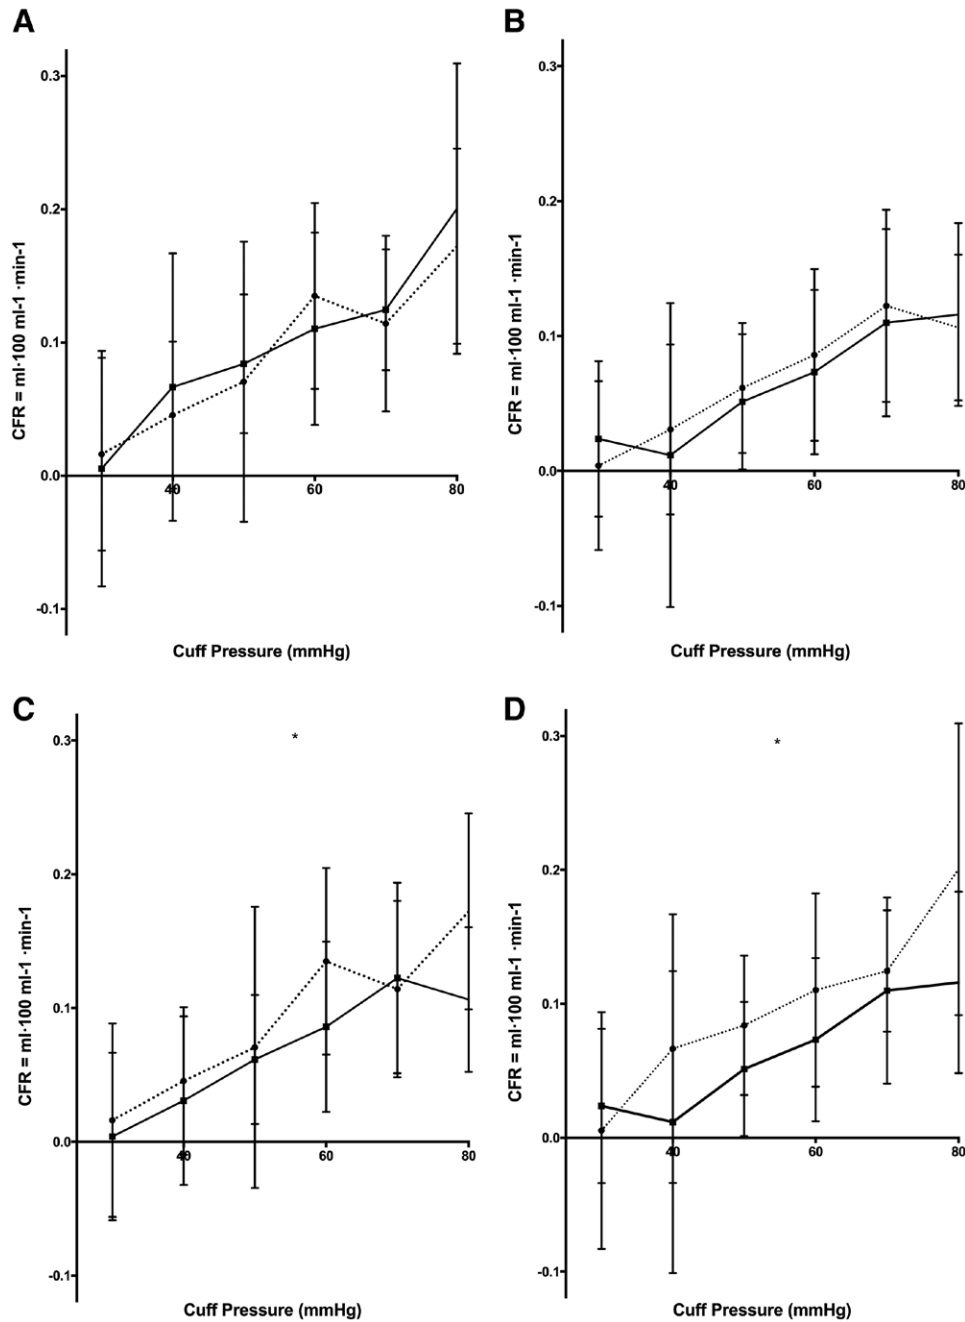 A
0.3
0.2
0.1
0.0
-0.1
40
60
80
CFR = ml·100 ml-1 ·min-1
Cuff Pressure (mmHg)
B
0.3
0.2
0.1
0.0
-0.1
40
60
80
CFR = ml·100 ml-1 ·min-1
Cuff Pressure (mmHg)
C
*
0.3
0.2
0.1
0.0
-0.1
40
60
80
CFR = ml·100 ml-1 ·min-1
Cuff Pressure (mmHg)
D
*
0.3
0.2
0.1
0.0
-0.1
40
60
80
CFR = ml·100 ml-1 ·min-1
Cuff Pressure (mmHg)